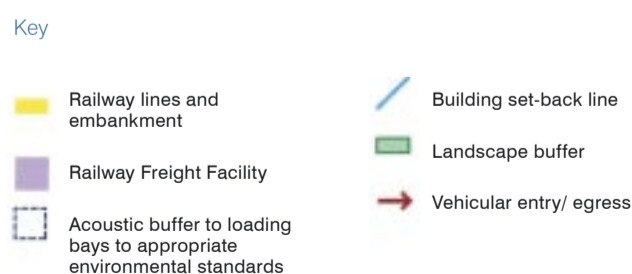 Key
Railway lines and
embankment
Railway Freight Facility
Acoustic buffer to loading
bays to appropriate
environmental standards
Building set-back line
Landscape buffer
Vehicular entry/ egress